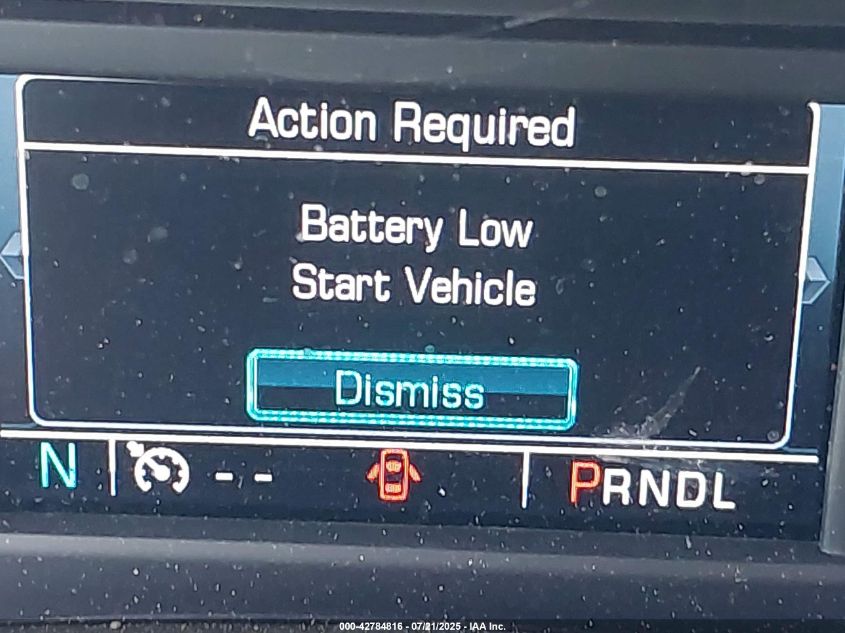 Action Required
Battery Low
Start Vehicle
Dismiss
N -- PRNDL
000-42784816 - 07/21/2025 - IAA Inc.